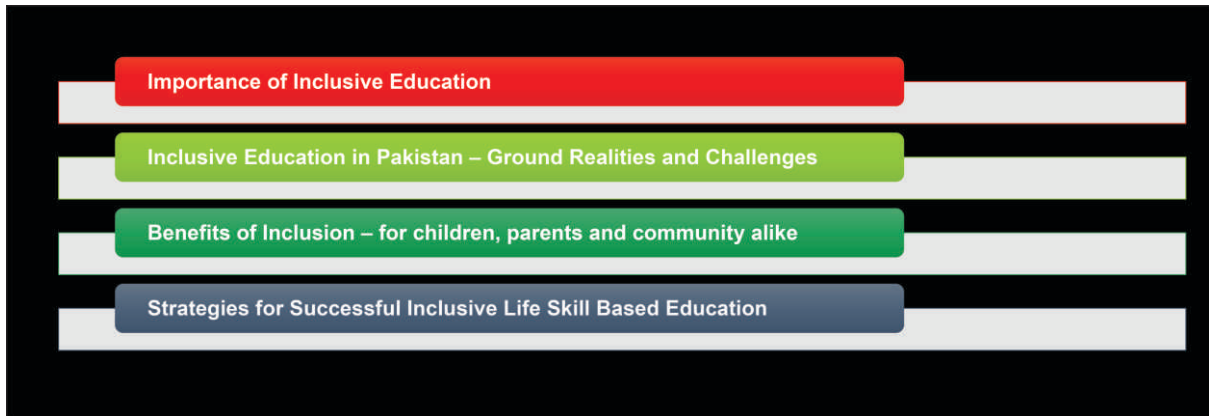 Importance of Inclusive Education
Inclusive Education in Pakistan – Ground Realities and Challenges
Benefits of Inclusion – for children, parents and community alike
Strategies for Successful Inclusive Life Skill Based Education